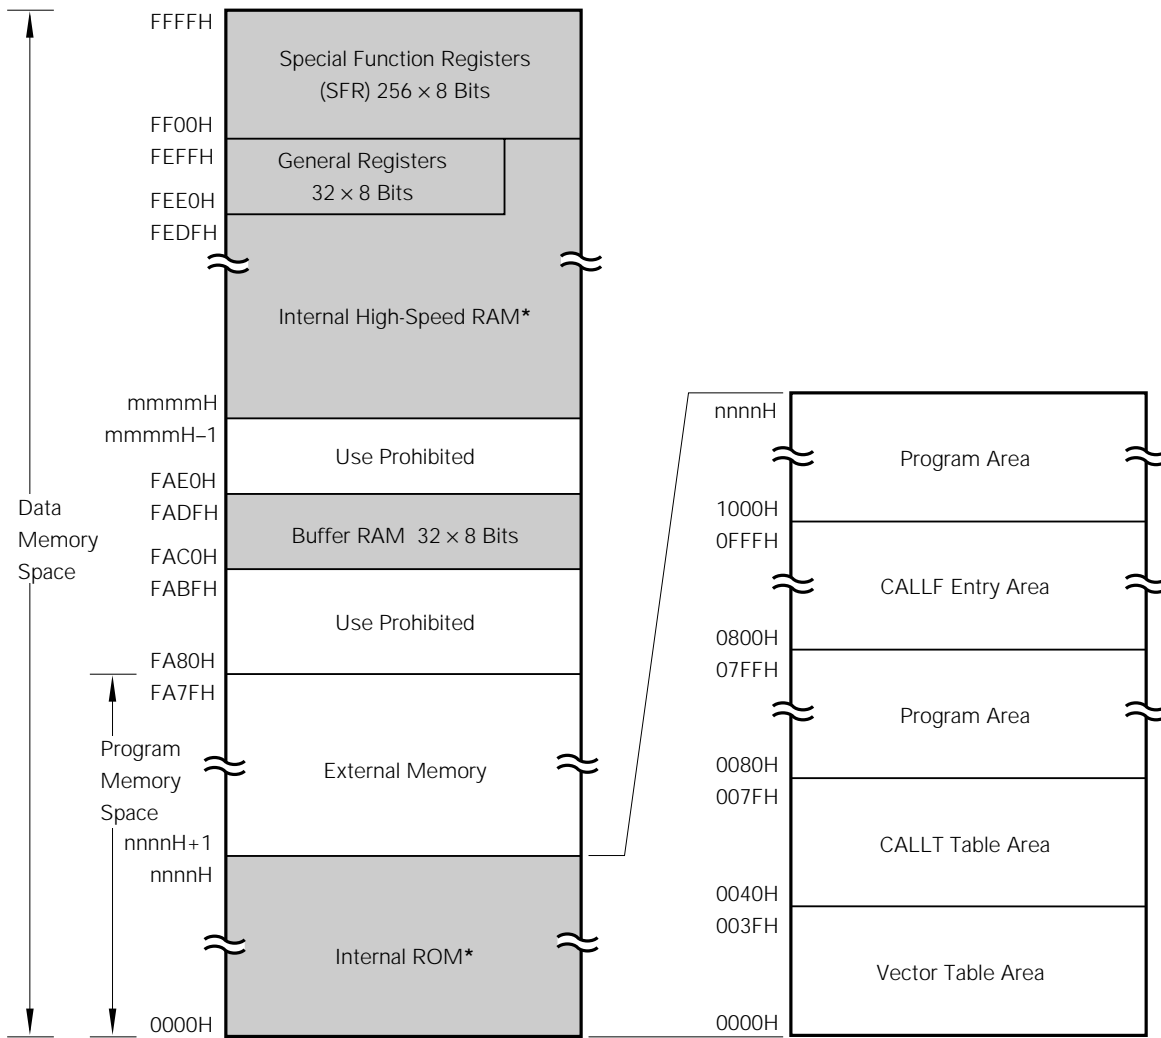 FFFFH
Special Function Registers
(SFR) 256 × 8 Bits
FF00H
FEFFH
General Registers
32 × 8 Bits
FEE0H
FEDFH
Internal High-Speed RAM*
mmmmH
mmmmH–1
Use Prohibited
FAE0H
FADFH
Buffer RAM 32 × 8 Bits
FAC0H
FABFH
Use Prohibited
FA80H
FA7FH
External Memory
nnnnH+1
nnnnH
Internal ROM*
0000H
Data
Memory
Space
Program
Memory
Space
nnnnH
Program Area
1000H
0FFFH
CALLF Entry Area
0800H
07FFH
Program Area
0080H
007FH
CALLT Table Area
0040H
003FH
Vector Table Area
0000H